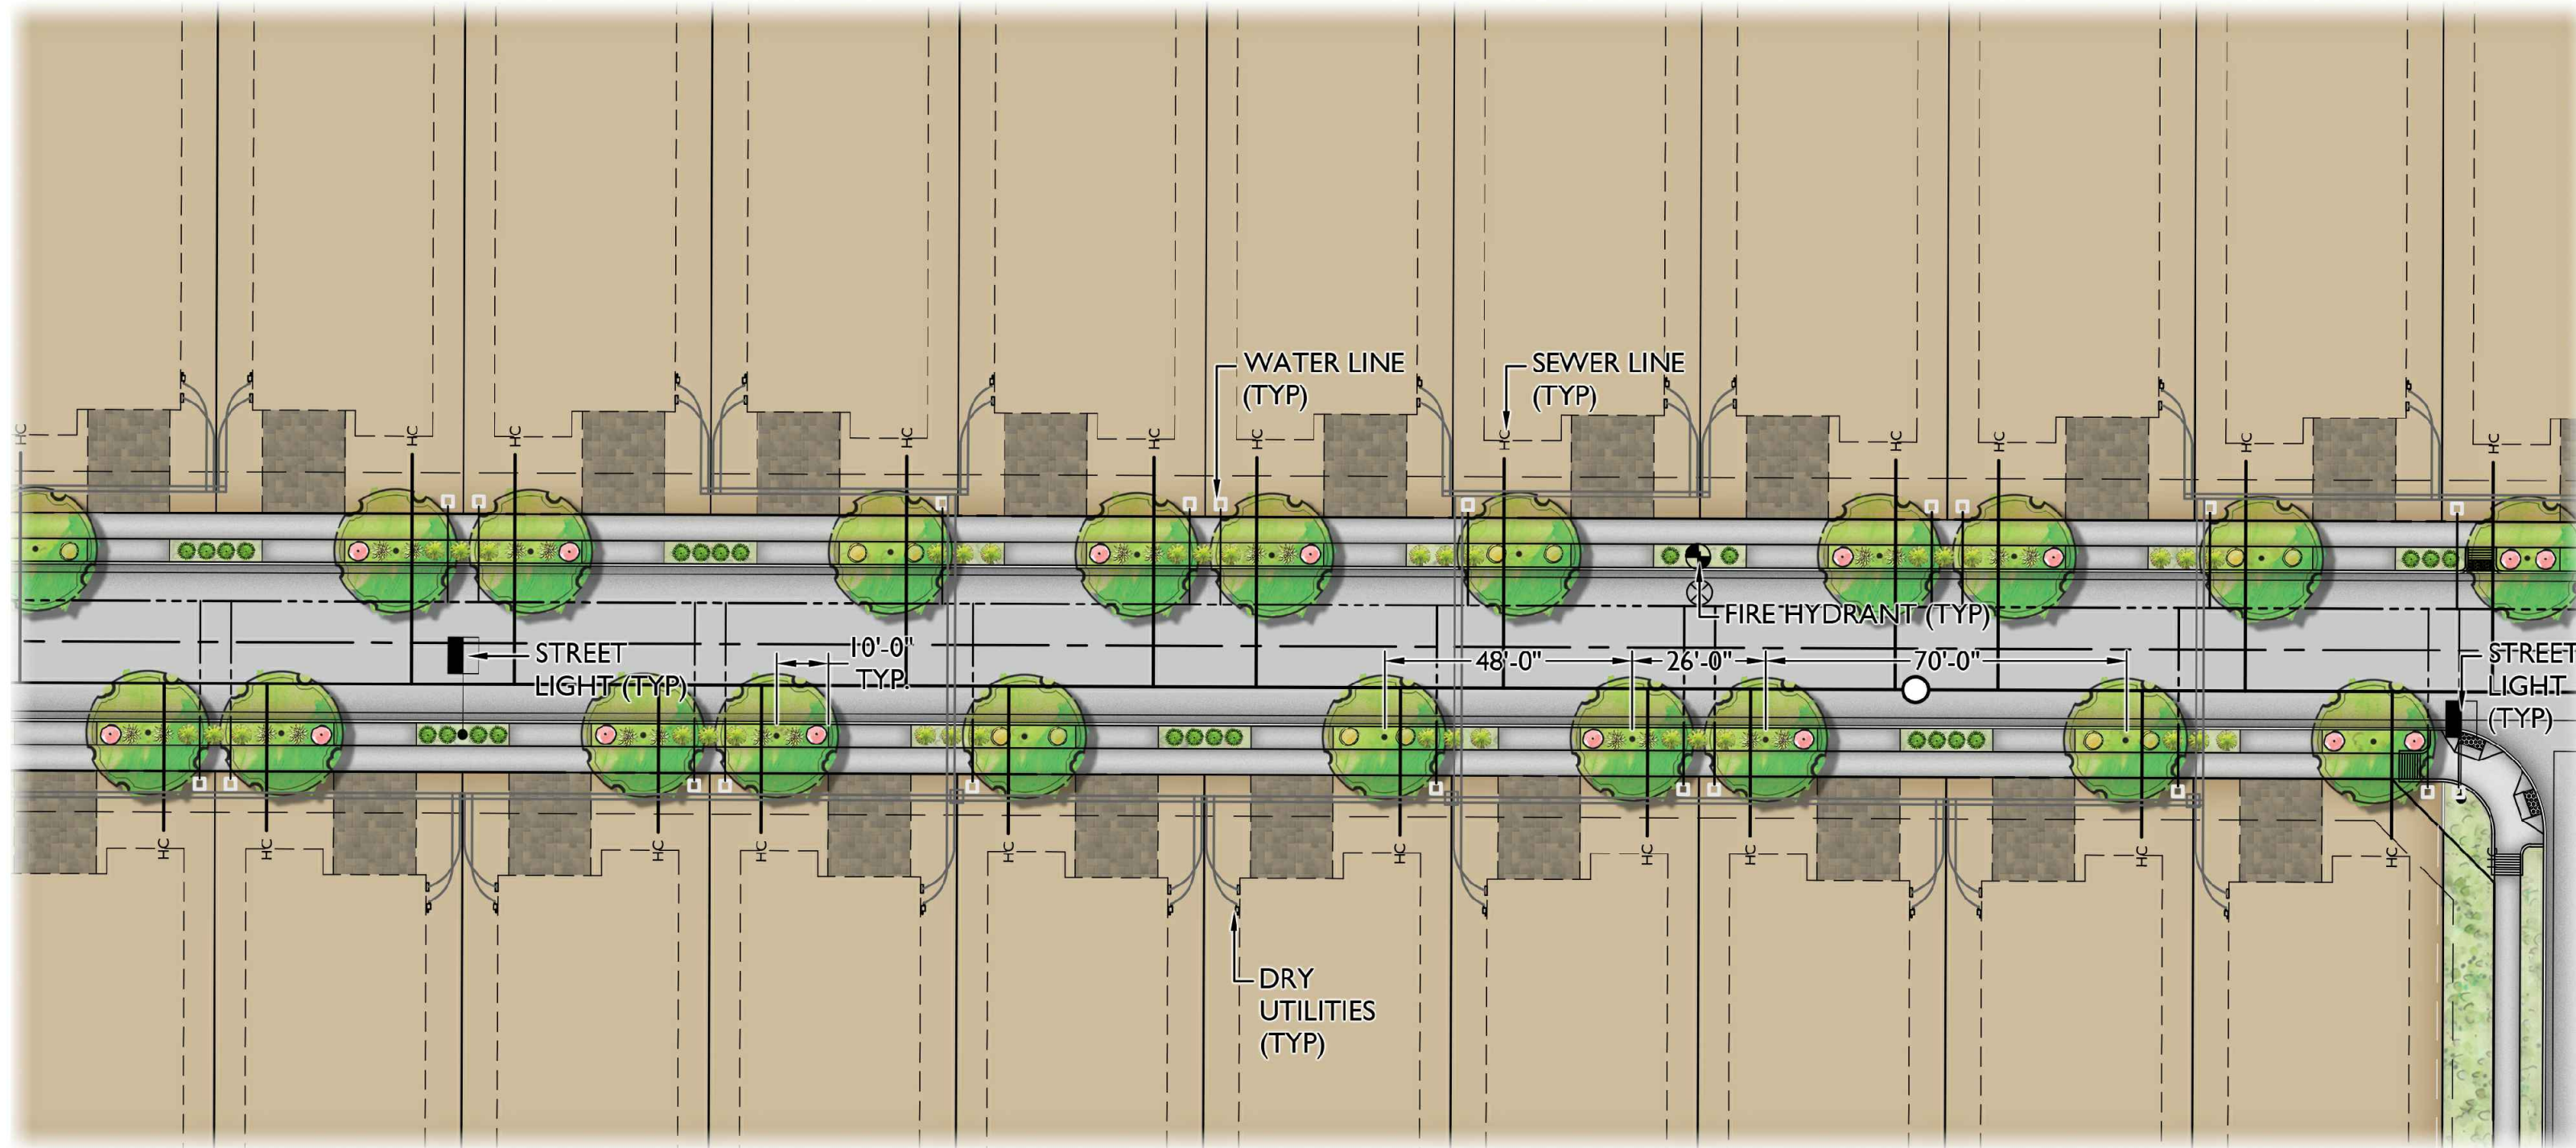 WATER LINE
(TYP)
SEWER LINE
(TYP)
HC
HC
HC
HC
HC
HC
HC
HC
HC
HC
HC
FIRE HYDRANT (TYP)
STREET
LIGHT (TYP)
10'-0"
TYP.
48'-0"
26'-0"
70'-0"
STREET
LIGHT
(TYP)
HC
HC
HC
HC
HC
HC
HC
HC
HC
HC
DRY
UTILITIES
(TYP)